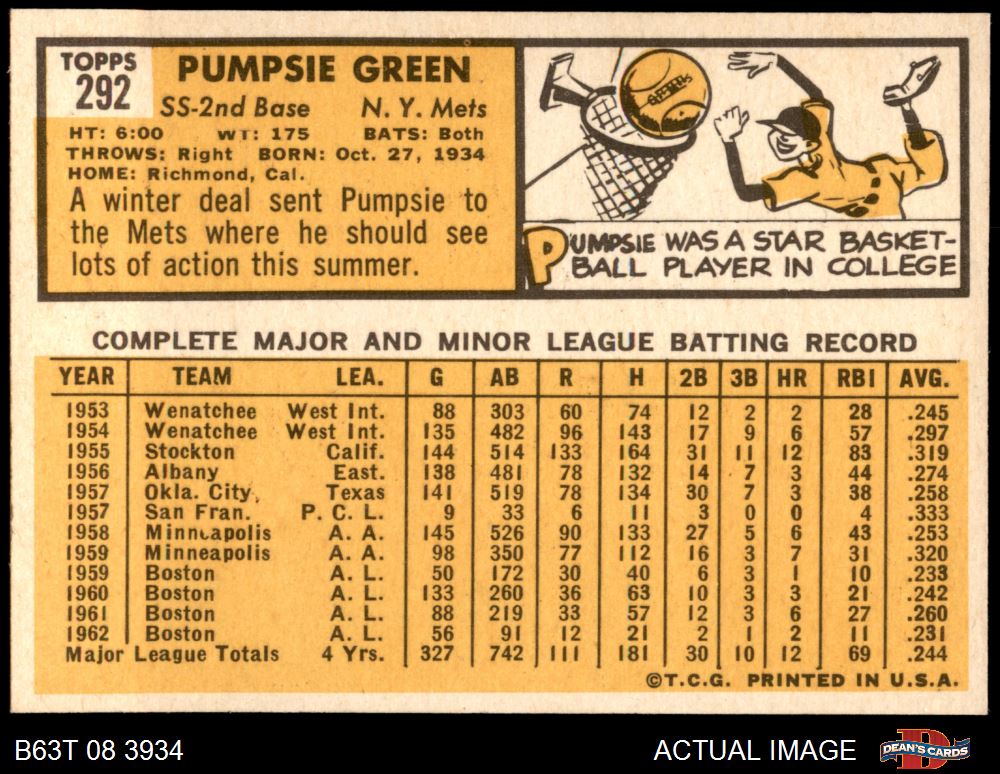 TOPPS
292
PUMPSIE GREEN
SS-2nd Base N. Y. Mets
HT: 6:00 WT: 175 BATS: Both
THROWS: Right BORN: Oct. 27, 1934
HOME: Richmond, Cal.
A winter deal sent Pumpsie to
the Mets where he should see
lots of action this summer.
PUMPSIE WAS A STAR BASKET-
BALL PLAYER IN COLLEGE
COMPLETE MAJOR AND MINOR LEAGUE BATTING RECORD
YEAR TEAM LEA. G AB R H 2B 3B HR RBI AVG.
1953 Wenatchee West Int. 88 303 60 74 12 2 2 28 .245
1954 Wenatchee West Int. 135 482 96 143 17 9 6 57 .297
1955 Stockton Calif. 144 514 133 164 31 11 12 83 .319
1956 Albany East. 138 481 78 132 14 7 3 44 .274
1957 Okla. City. Texas 141 519 78 134 30 7 3 38 .258
1957 San Fran. P. C. L. 9 33 6 11 3 0 0 4 .333
1958 Minneapolis A. A. 145 526 90 133 27 5 6 43 .253
1959 Minneapolis A. A. 98 350 77 112 16 3 7 31 .320
1959 Boston A. L. 50 172 30 40 6 3 1 10 .233
1960 Boston A. L. 133 260 36 63 10 3 3 21 .242
1961 Boston A. L. 88 219 33 57 12 3 6 27 .260
1962 Boston A. L. 56 91 12 21 2 1 2 11 .231
Major League Totals 4 Yrs. 327 742 111 181 30 10 12 69 .244
©T.C.G. PRINTED IN U.S.A.
B63T 08 3934 ACTUAL IMAGE DEAN'S CARDS